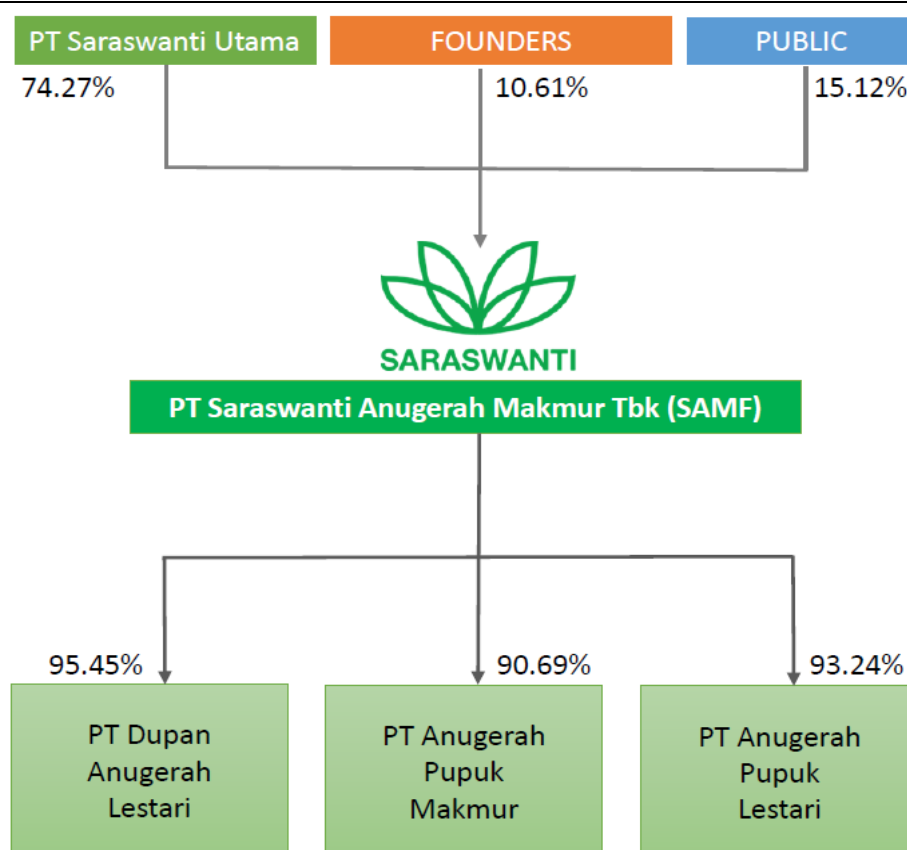 PT Saraswanti Utama
FOUNDERS
PUBLIC
74.27%
10.61%
15.12%
SARASWANTI
PT Saraswanti Anugerah Makmur Tbk (SAMF)
95.45%
90.69%
93.24%
PT Dupan
Anugerah
Lestari
PT Anugerah
Pupuk
Makmur
PT Anugerah
Pupuk
Lestari